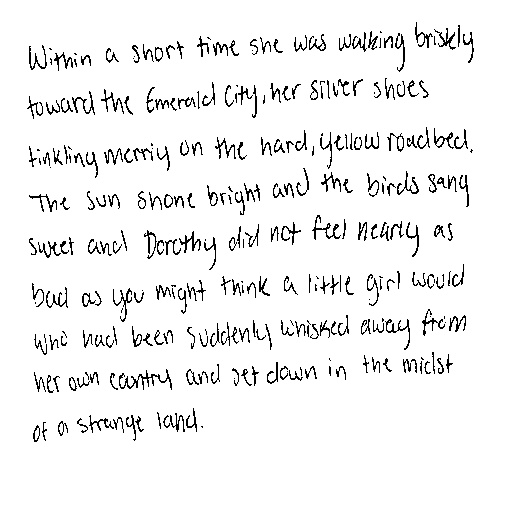 Within a short time she was walking briskly
toward the Emerald City, her silver shoes
tinkling merriy on the hard, yellow roadbed.
The sun shone bright and the birds sang
sweet and Dorothy did not feel nearly as
bad as you might think a little girl would
who had been suddenly whisked away from
her own cantry and set down in the midst
of a strange land.